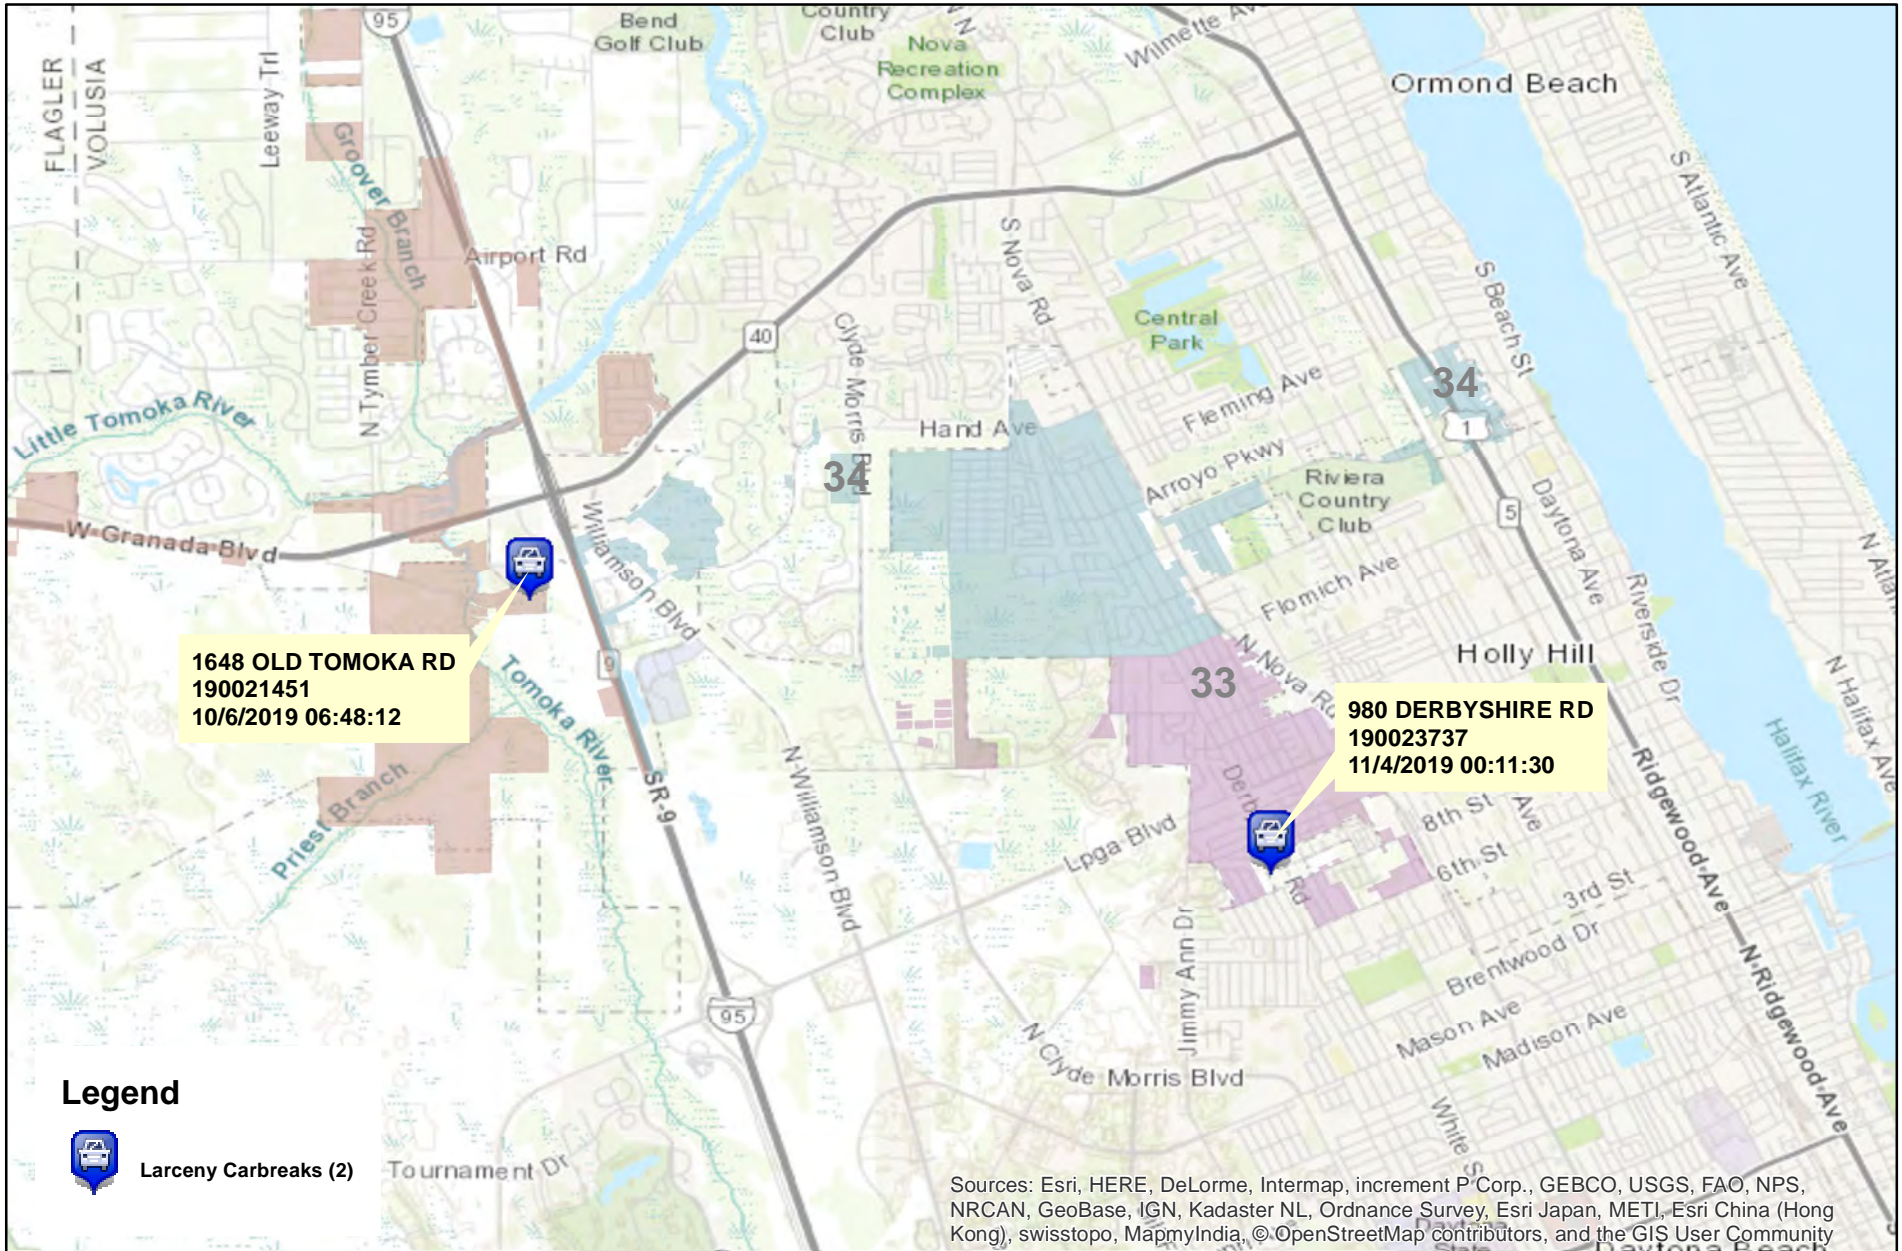 95
Bend
Golf Club
Country
Club
Nova
Recreation
Complex
Wilmette Av
Ormond Beach
FLAGLER
VOLUSIA
Leeway Trl
Groover Branch
S Atlantic Ave
Airport Rd
N Tymber Creek Rd
S Nova Rd
S Beach St
40
Clyde Morris Blvd
Central
Park
34
Little Tomoka River
Fleming Ave
Hand Ave
1
34
Arroyo Pkwy
Riviera
Country
Club
5
Daytona Ave
W Granada Blvd
Williamson Blvd
Flomich Ave
Riverside Dr
1648 OLD TOMOKA RD
190021451
10/6/2019 06:48:12
9
Tomoka River
N Nova Rd
Holly Hill
33
N Halifax Ave
980 DERBYSHIRE RD
190023737
11/4/2019 00:11:30
Halifax River
Priest Branch
SR-9
N Williamson Blvd
Ridgewood Ave
8th St
Ave
Lpga Blvd
6th St
Rd
3rd St
Jimmy Ann Dr
Brentwood Dr
N Ridgewood Ave
95
Mason Ave
Madison Ave
N Clyde Morris Blvd
White S
Legend
Larceny Carbreaks (2)
Tournament Dr
Sources: Esri, HERE, DeLorme, Intermap, increment P Corp., GEBCO, USGS, FAO, NPS,
NRCAN, GeoBase, IGN, Kadaster NL, Ordnance Survey, Esri Japan, METI, Esri China (Hong
Kong), swisstopo, MapmyIndia, © OpenStreetMap contributors, and the GIS User Community
Daytona
State
Daytona Beach